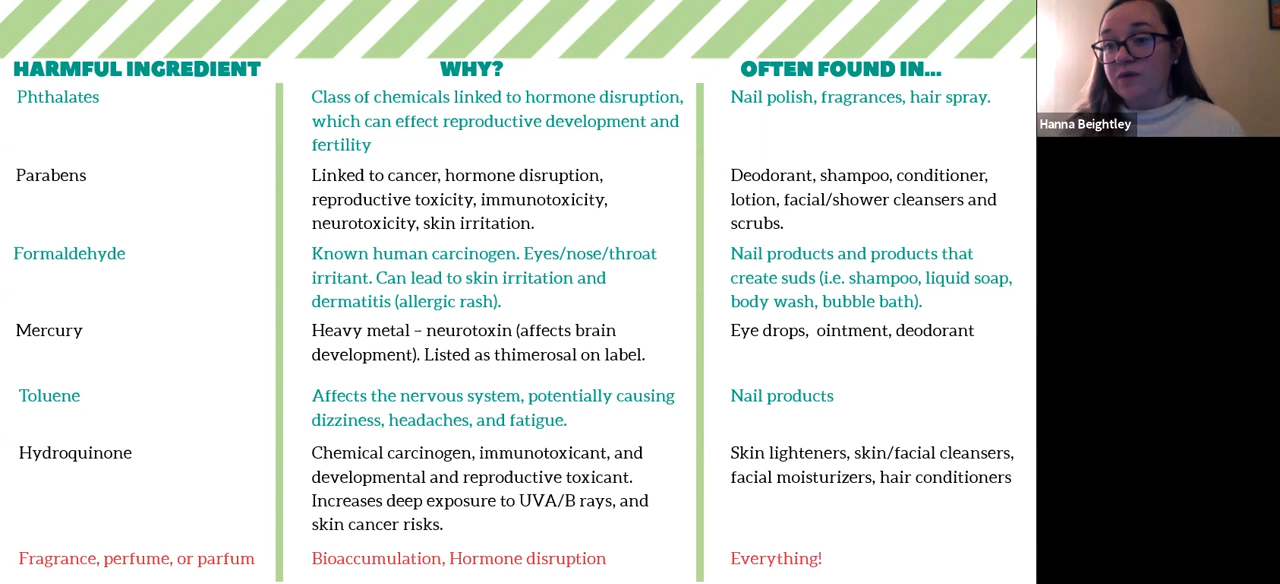 HARMFUL INGREDIENT WHY? OFTEN FOUND IN...
Hanna Beightley
Phthalates
Class of chemicals linked to hormone disruption,
which can effect reproductive development and
fertility
Nail polish, fragrances, hair spray.
Parabens
Linked to cancer, hormone disruption,
reproductive toxicity, immunotoxicity,
neurotoxicity, skin irritation.
Deodorant, shampoo, conditioner,
lotion, facial/shower cleansers and
scrubs.
Formaldehyde
Known human carcinogen. Eyes/nose/throat
irritant. Can lead to skin irritation and
dermatitis (allergic rash).
Nail products and products that
create suds (i.e. shampoo, liquid soap,
body wash, bubble bath).
Mercury
Heavy metal – neurotoxin (affects brain
development). Listed as thimerosal on label.
Eye drops, ointment, deodorant
Toluene
Affects the nervous system, potentially causing
dizziness, headaches, and fatigue.
Nail products
Hydroquinone
Chemical carcinogen, immunotoxicant, and
developmental and reproductive toxicant.
Increases deep exposure to UVA/B rays, and
skin cancer risks.
Skin lighteners, skin/facial cleansers,
facial moisturizers, hair conditioners
Fragrance, perfume, or parfum
Bioaccumulation, Hormone disruption
Everything!